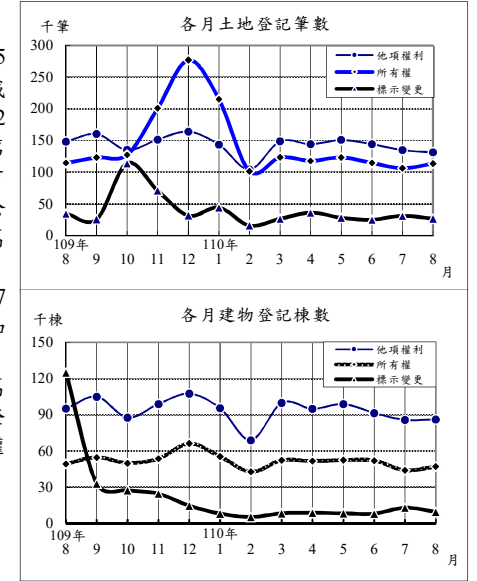 各月土地登記筆數
千筆
他項權利
所有權
標示變更
300
250
200
150
100
50
0
109年 110年
8 9 10 11 12 1 2 3 4 5 6 7 8
月
各月建物登記棟數
千棟
他項權利
所有權
標示變更
150
120
90
60
30
0
109年 110年
8 9 10 11 12 1 2 3 4 5 6 7 8
月
5
2
7